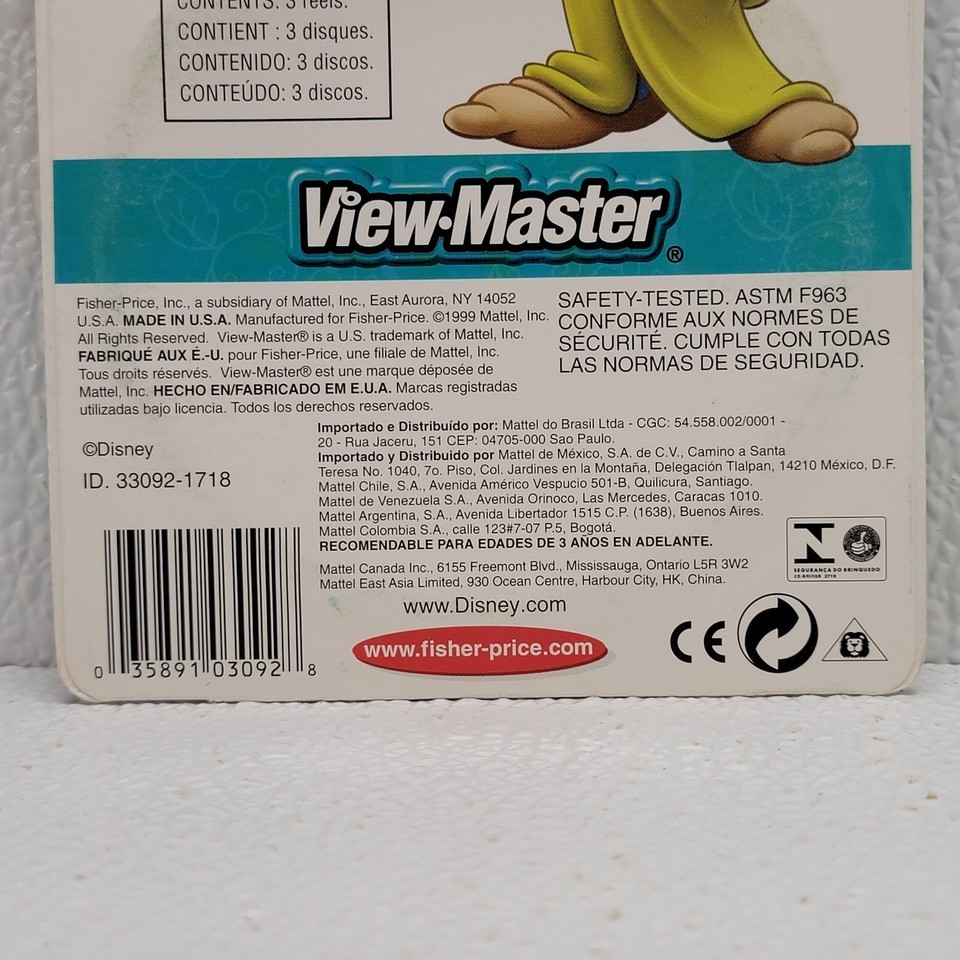 CONTENTS: 3 reels.
CONTIENT : 3 disques.
CONTENIDO: 3 discos.
CONTEÚDO: 3 discos.
View•Master®
Fisher-Price, Inc., a subsidiary of Mattel, Inc., East Aurora, NY 14052
U.S.A. MADE IN U.S.A. Manufactured for Fisher-Price. ©1999 Mattel, Inc.
All Rights Reserved. View-Master® is a U.S. trademark of Mattel, Inc.
FABRIQUÉ AUX É.-U. pour Fisher-Price, une filiale de Mattel, Inc.
Tous droits réservés. View-Master® est une marque déposée de
Mattel, Inc. HECHO EN/FABRICADO EM E.U.A. Marcas registradas
utilizadas bajo licencia. Todos los derechos reservados.
SAFETY-TESTED. ASTM F963
CONFORME AUX NORMES DE
SÉCURITÉ. CUMPLE CON TODAS
LAS NORMAS DE SEGURIDAD.
©Disney
ID. 33092-1718
Importado e Distribuído por: Mattel do Brasil Ltda - CGC: 54.558.002/0001 -
20 - Rua Jaceru, 151 CEP: 04705-000 Sao Paulo.
Importado y Distribuido por Mattel de México, S.A. de C.V., Camino a Santa
Teresa No. 1040, 7o. Piso, Col. Jardines en la Montaña, Delegación Tlalpan, 14210 México, D.F.
Mattel Chile, S.A., Avenida Américo Vespucio 501-B, Quilicura, Santiago.
Mattel de Venezuela S.A., Avenida Orinoco, Las Mercedes, Caracas 1010.
Mattel Argentina, S.A., Avenida Libertador 1515 C.P. (1638), Buenos Aires.
Mattel Colombia S.A., calle 123#7-07 P.5, Bogotá.
RECOMENDABLE PARA EDADES DE 3 AÑOS EN ADELANTE.
Mattel Canada Inc., 6155 Freemont Blvd., Mississauga, Ontario L5R 3W2
Mattel East Asia Limited, 930 Ocean Centre, Harbour City, HK, China.
www.Disney.com
www.fisher-price.com
N
SEGURANÇA DO BRINQUEDO
CE
0 35891 03092 8